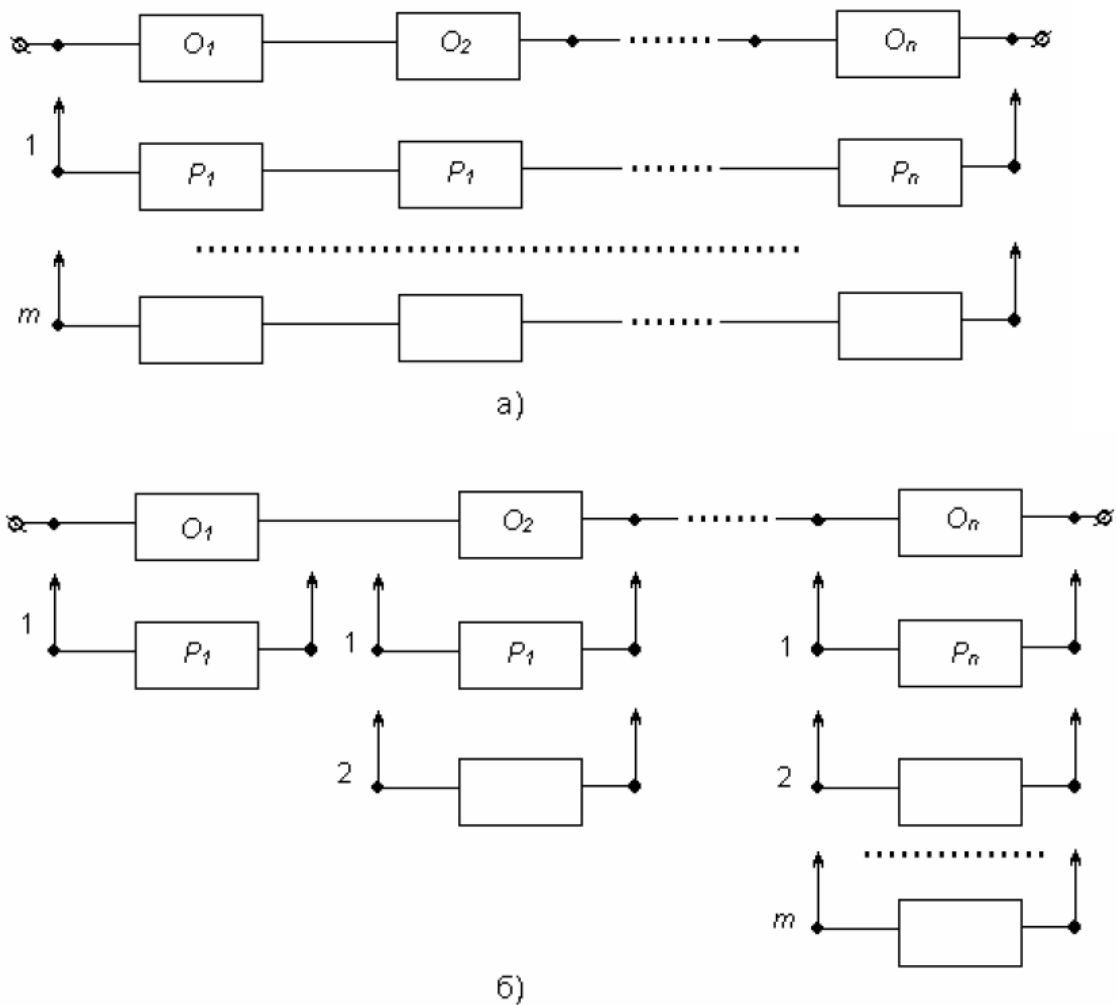 O₁ O₂ Oₙ
1 P₁ P₁ Pₙ
m
а)
O₁ O₂ Oₙ
1 P₁ 1 P₁ 1 Pₙ
2 2
m
б)